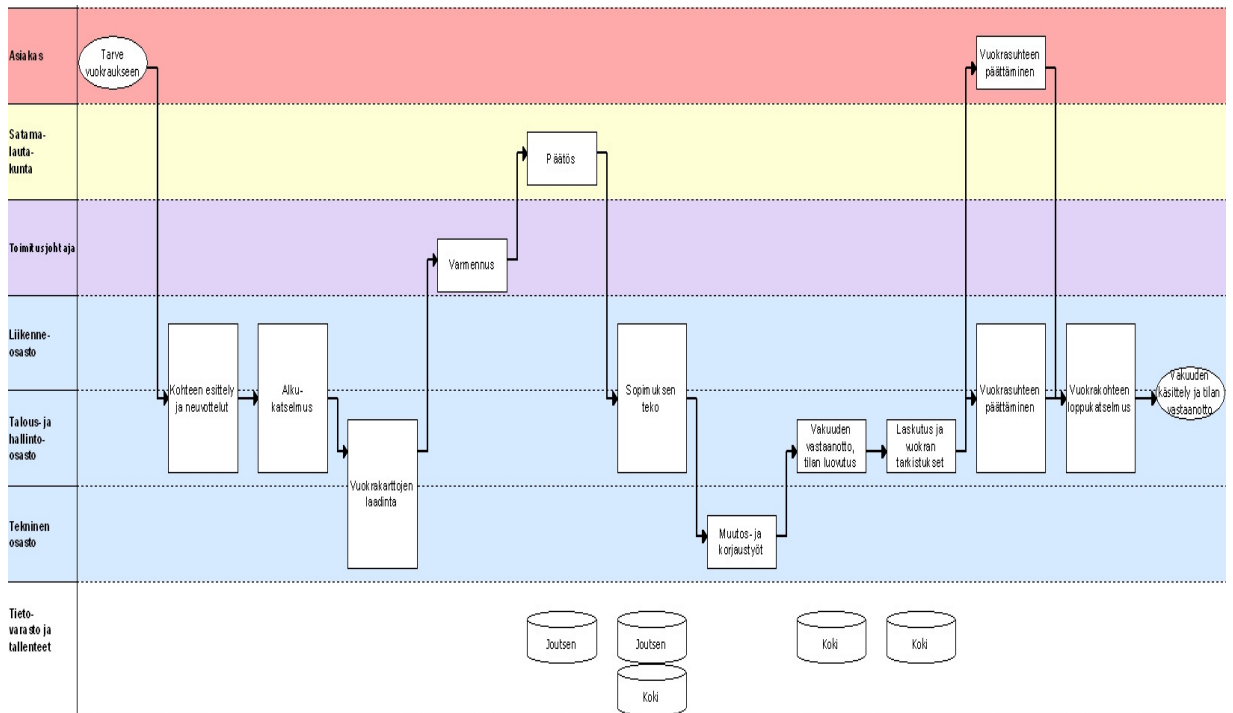 Asiakas
Tarve
vuokraukseen
Vuokrasuhteen
päättäminen
Satama-
lauta-
kunta
Päätös
Toimitusjohtaja
Varmennus
Liikenne-
osasto
Kohteen esittely
ja neuvottelut
Alku-
katselmus
Sopimuksen
teko
Vuokrasuhteen
päättäminen
Vuokrakohteen
loppukatselmus
Vakuuden
käsittely ja tilan
vastaanotto
Talous- ja
hallinto-
osasto
Vuokrakarttojen
laadinta
Vakuuden
vastaanotto,
tilan luovutus
Laskutus ja
vuokran
tarkistukset
Tekninen
osasto
Muutos- ja
korjaustyöt
Tieto-
varasto ja
tallenteet
Joutsen
Joutsen
Koki
Koki
Koki